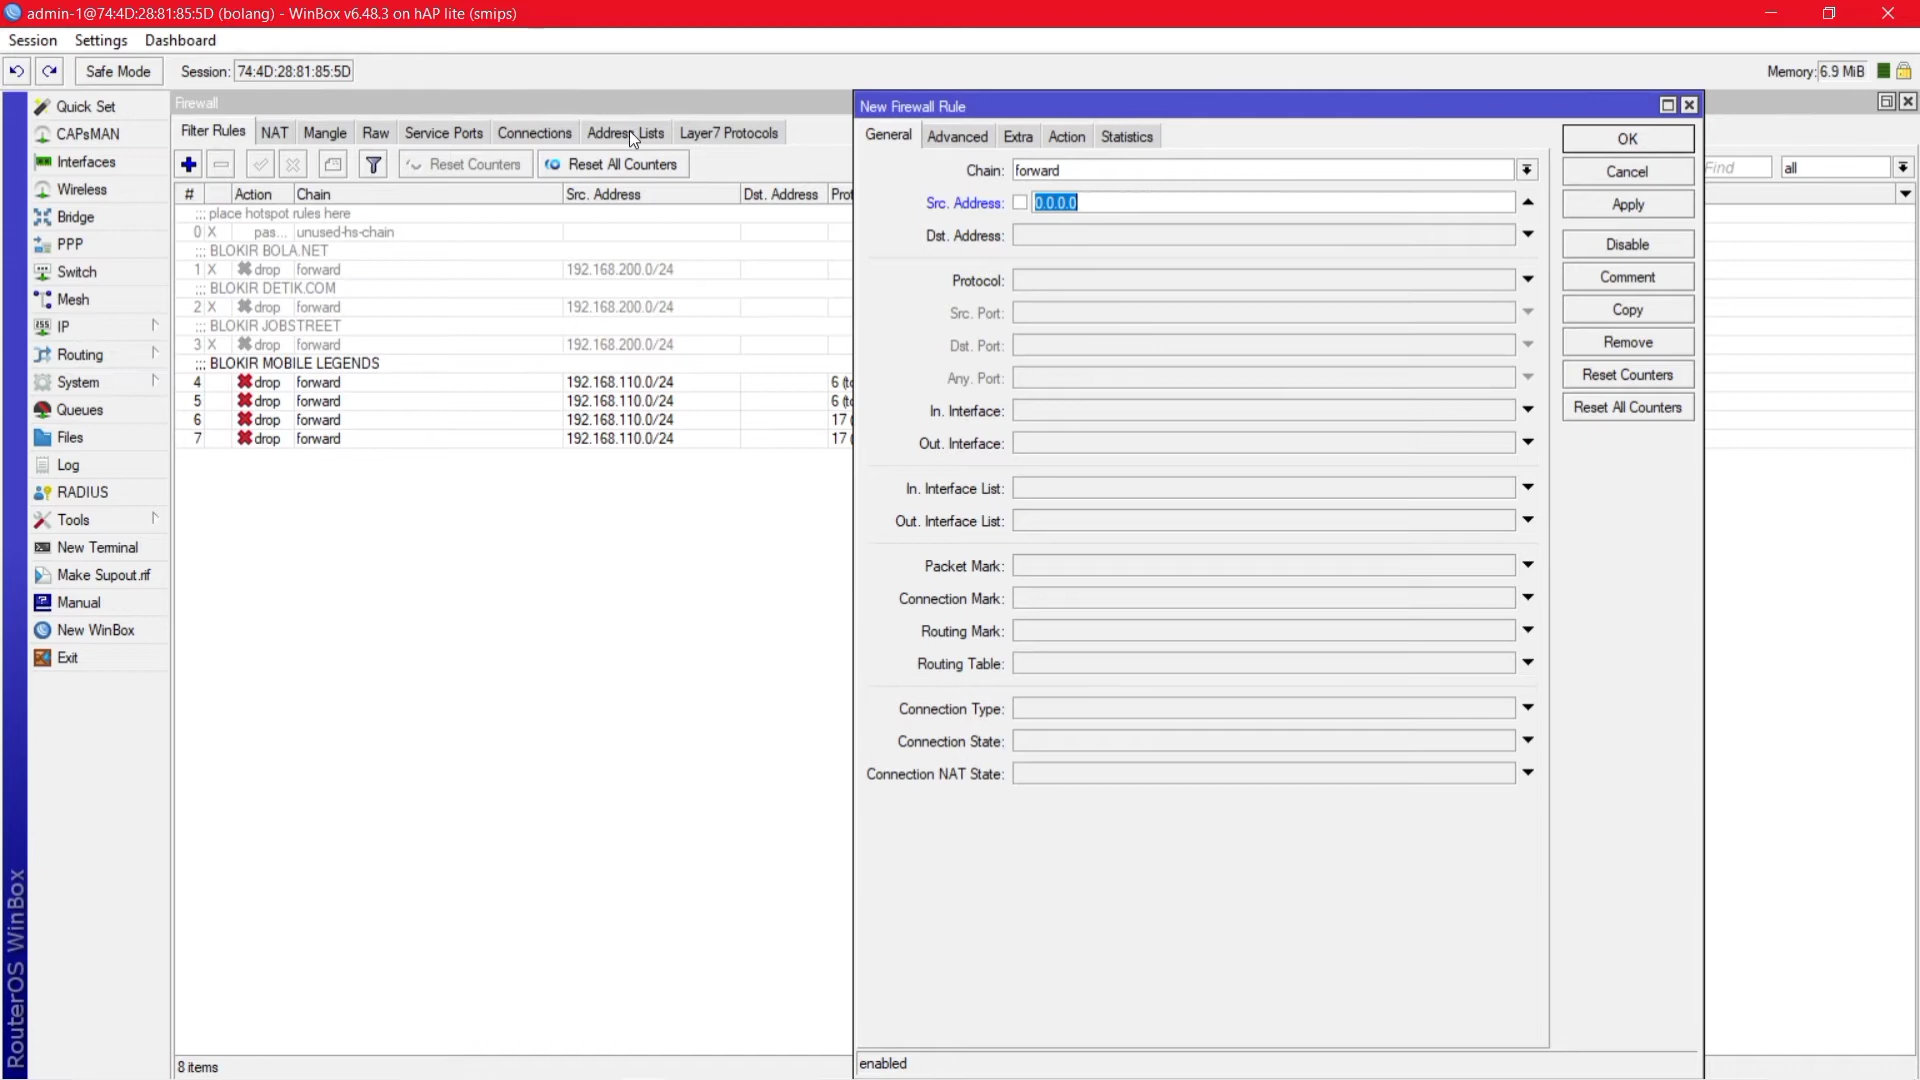 admin-1@74:4D:28:81:85:5D (bolang) - WinBox v6.48.3 on hAP lite (smips)
Session Settings Dashboard
Safe Mode Session: 74:4D:28:81:85:5D Memory: 6.9 MiB
Quick Set
CAPsMAN
Interfaces
Wireless
Bridge
PPP
Switch
Mesh
IP
Routing
System
Queues
Files
Log
RADIUS
Tools
New Terminal
Make Supout.rif
Manual
New WinBox
Exit
RouterOS WinBox
Firewall
Filter Rules NAT Mangle Raw Service Ports Connections Address Lists Layer7 Protocols
Reset Counters Reset All Counters
Find all
# Action Chain Src. Address Dst. Address
::: place hotspot rules here
0 X pas... unused-hs-chain
::: BLOKIR BOLA.NET
1 X drop forward 192.168.200.0/24
::: BLOKIR DETIK.COM
2 X drop forward 192.168.200.0/24
::: BLOKIR JOBSTREET
3 X drop forward 192.168.200.0/24
::: BLOKIR MOBILE LEGENDS
4 drop forward 192.168.110.0/24 6
5 drop forward 192.168.110.0/24 6
6 drop forward 192.168.110.0/24 17
7 drop forward 192.168.110.0/24 17
8 items
New Firewall Rule
General Advanced Extra Action Statistics
Chain: forward
Src. Address: 0.0.0.0
Dst. Address:
Protocol:
Src. Port:
Dst. Port:
Any. Port:
In. Interface:
Out. Interface:
In. Interface List:
Out. Interface List:
Packet Mark:
Connection Mark:
Routing Mark:
Routing Table:
Connection Type:
Connection State:
Connection NAT State:
OK
Cancel
Apply
Disable
Comment
Copy
Remove
Reset Counters
Reset All Counters
enabled